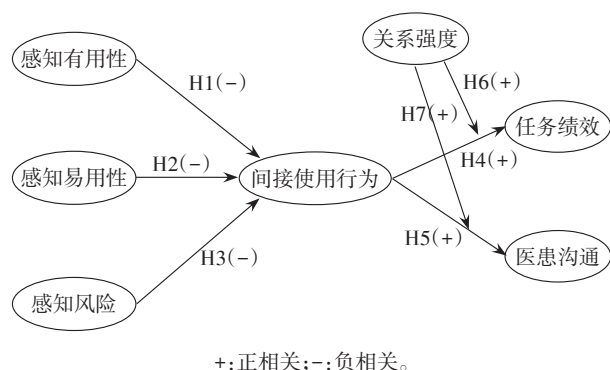 关系强度
感知有用性
H1(-)
H6(+)
H7(+)
任务绩效
H2(-)
H4(+)
感知易用性
间接使用行为
H5(+)
H3(-)
医患沟通
感知风险
+:正相关;-:负相关。